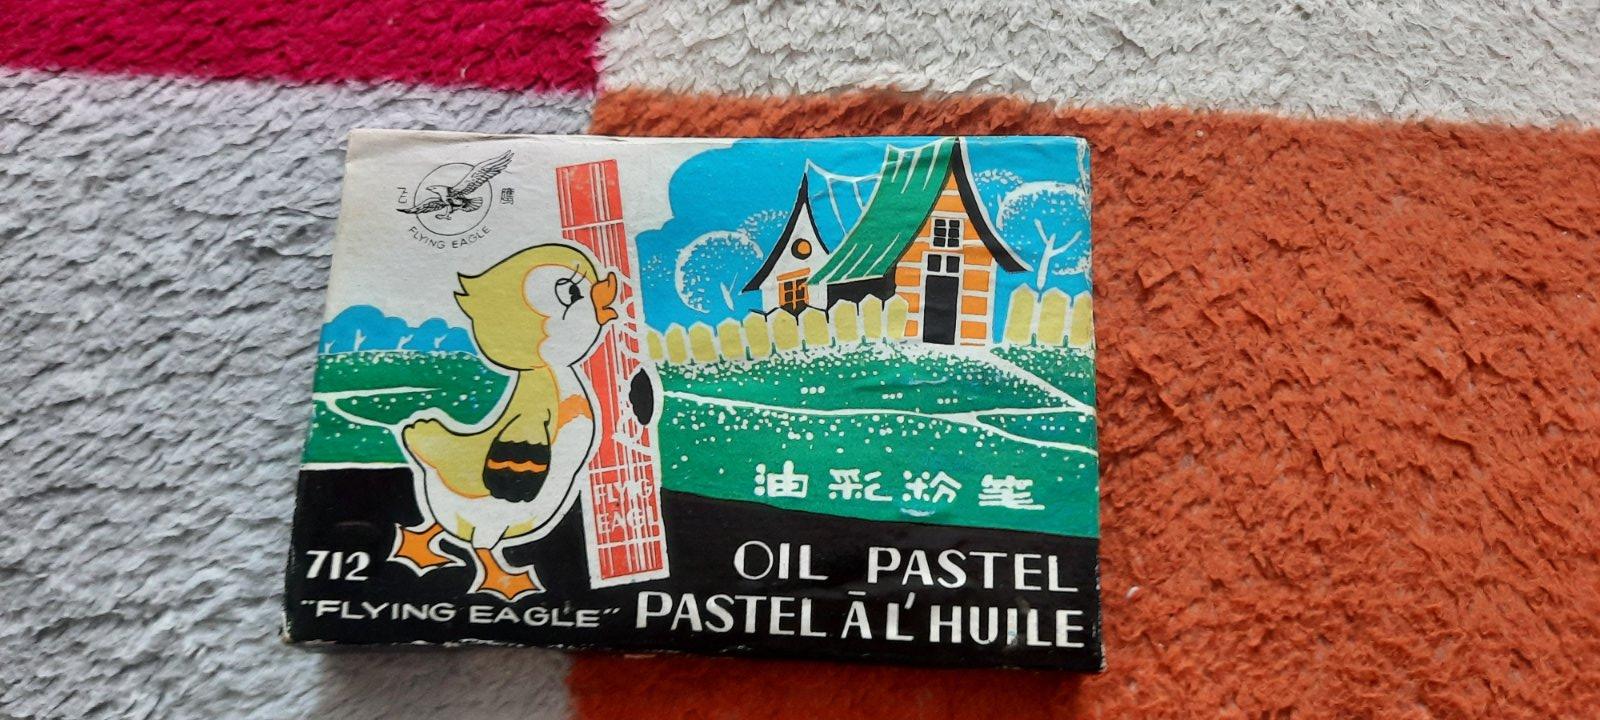 飞 鹰
FLYING EAGLE
FLYING
EAGLE
油彩粉笔
712
OIL PASTEL
"FLYING EAGLE" PASTEL Ā L'HUILE